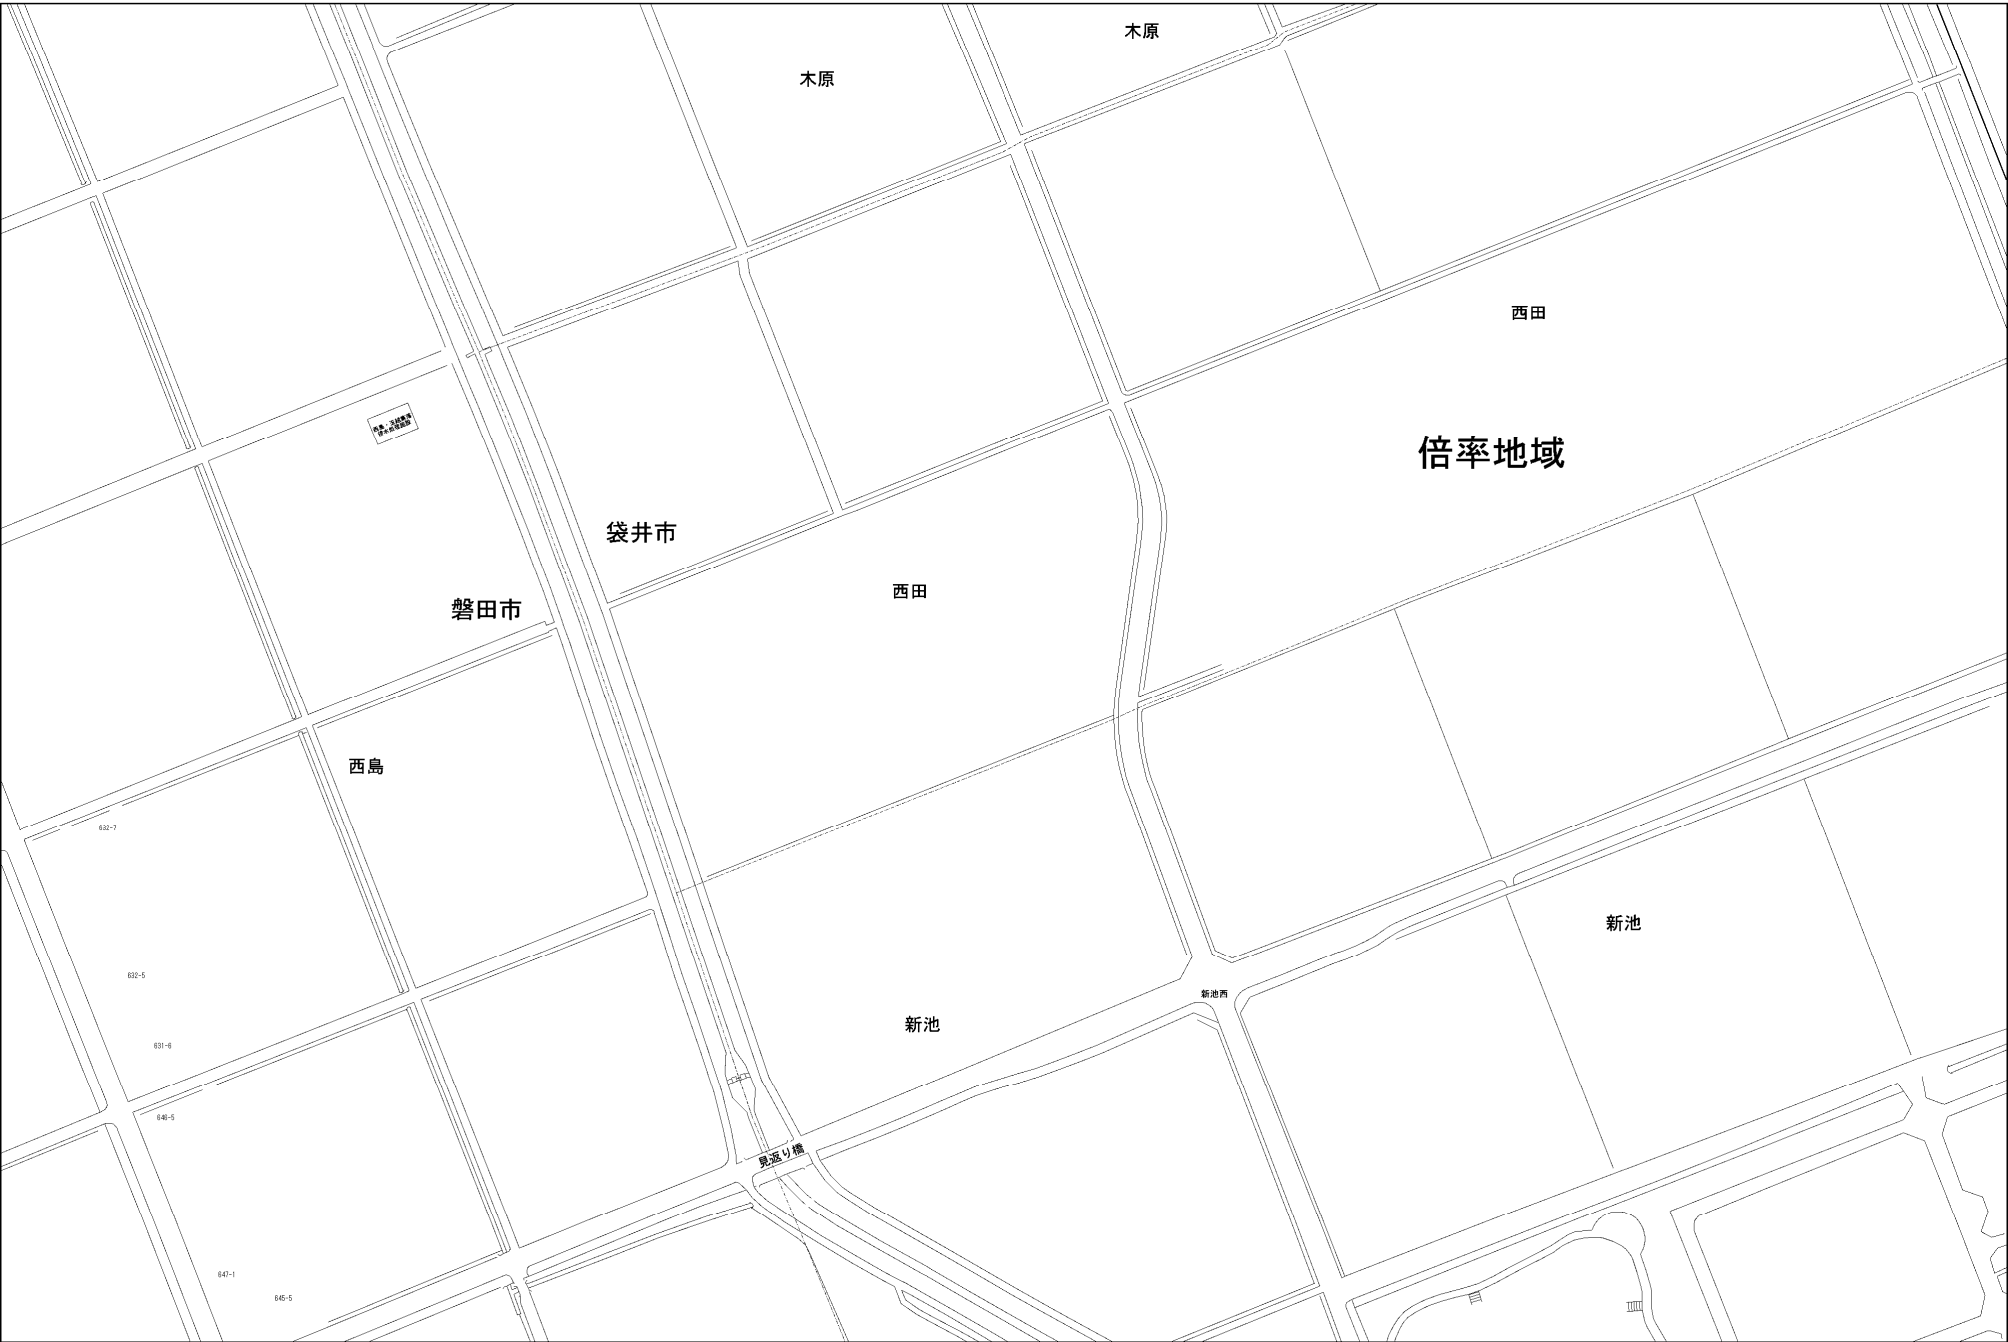 木原
木原
西田
倍率地域
袋井市
西田
磐田市
西島
632-7
新池
632-5
新池西
新池
631-6
646-5
見返り橋
647-1
645-5